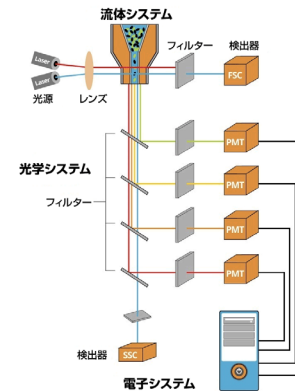 流体システム
フィルター
検出器
Laser
Laser
FSC
光源
レンズ
PMT
光学システム
PMT
フィルター
PMT
PMT
検出器
SSC
電子システム